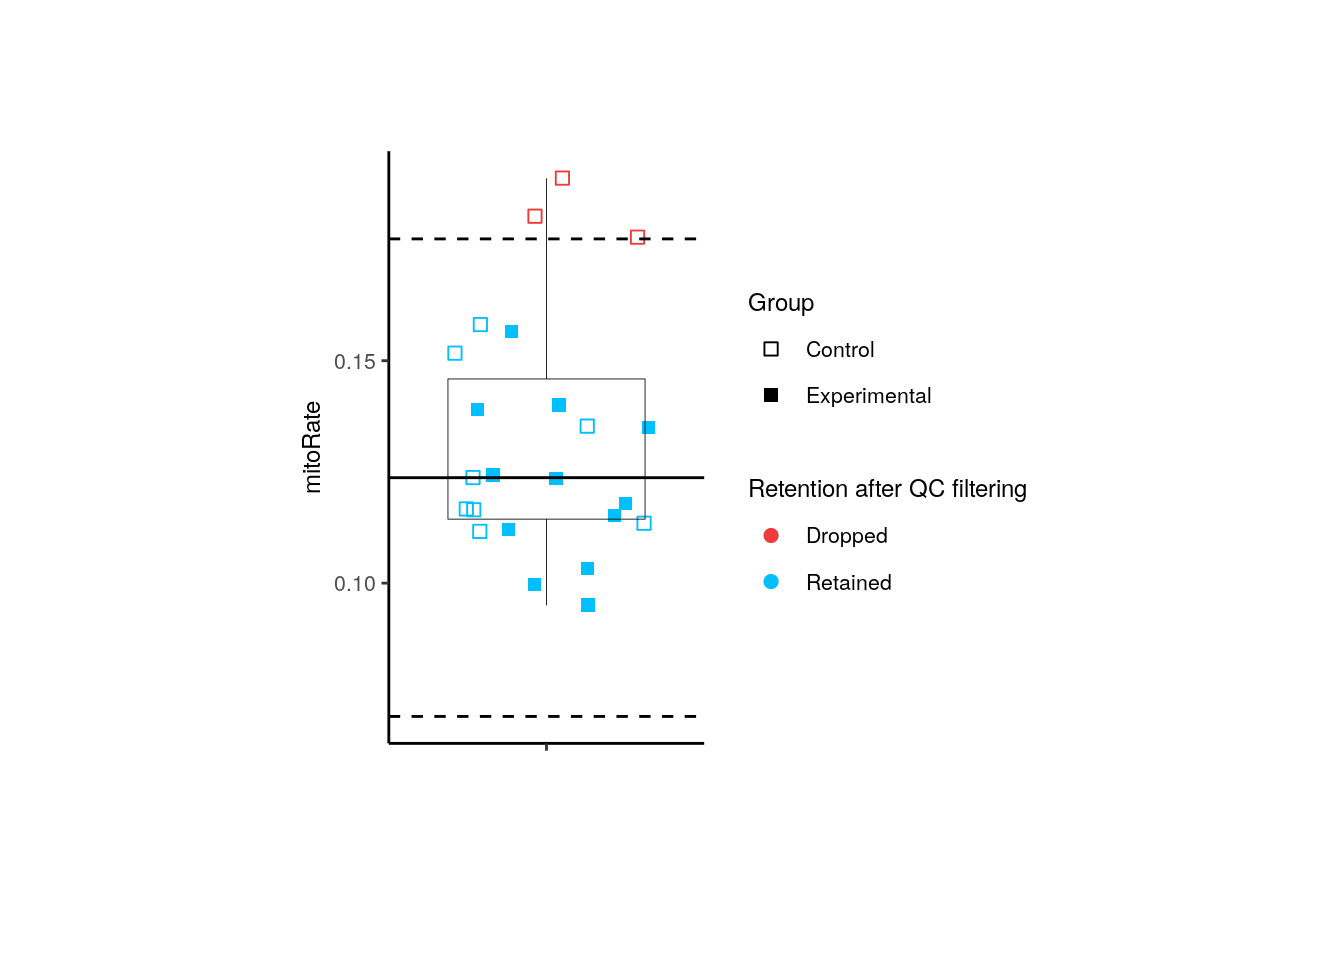 mitoRate
0.15
0.10
Group
Control
Experimental
Retention after QC filtering
Dropped
Retained